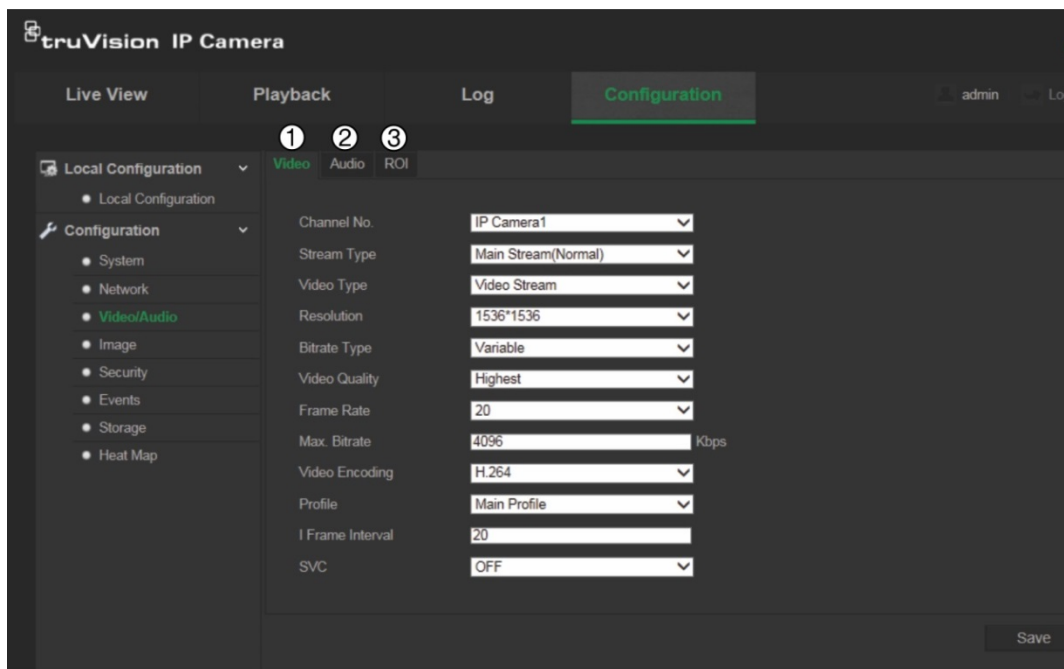 truVision IP Camera
Live View Playback Log Configuration admin Lo
① ② ③
Local Configuration Video Audio ROI
Local Configuration
Configuration
System
Network
Video/Audio
Image
Security
Events
Storage
Heat Map
Channel No. IP Camera1
Stream Type Main Stream(Normal)
Video Type Video Stream
Resolution 1536*1536
Bitrate Type Variable
Video Quality Highest
Frame Rate 20
Max. Bitrate 4096 Kbps
Video Encoding H.264
Profile Main Profile
I Frame Interval 20
SVC OFF
Save